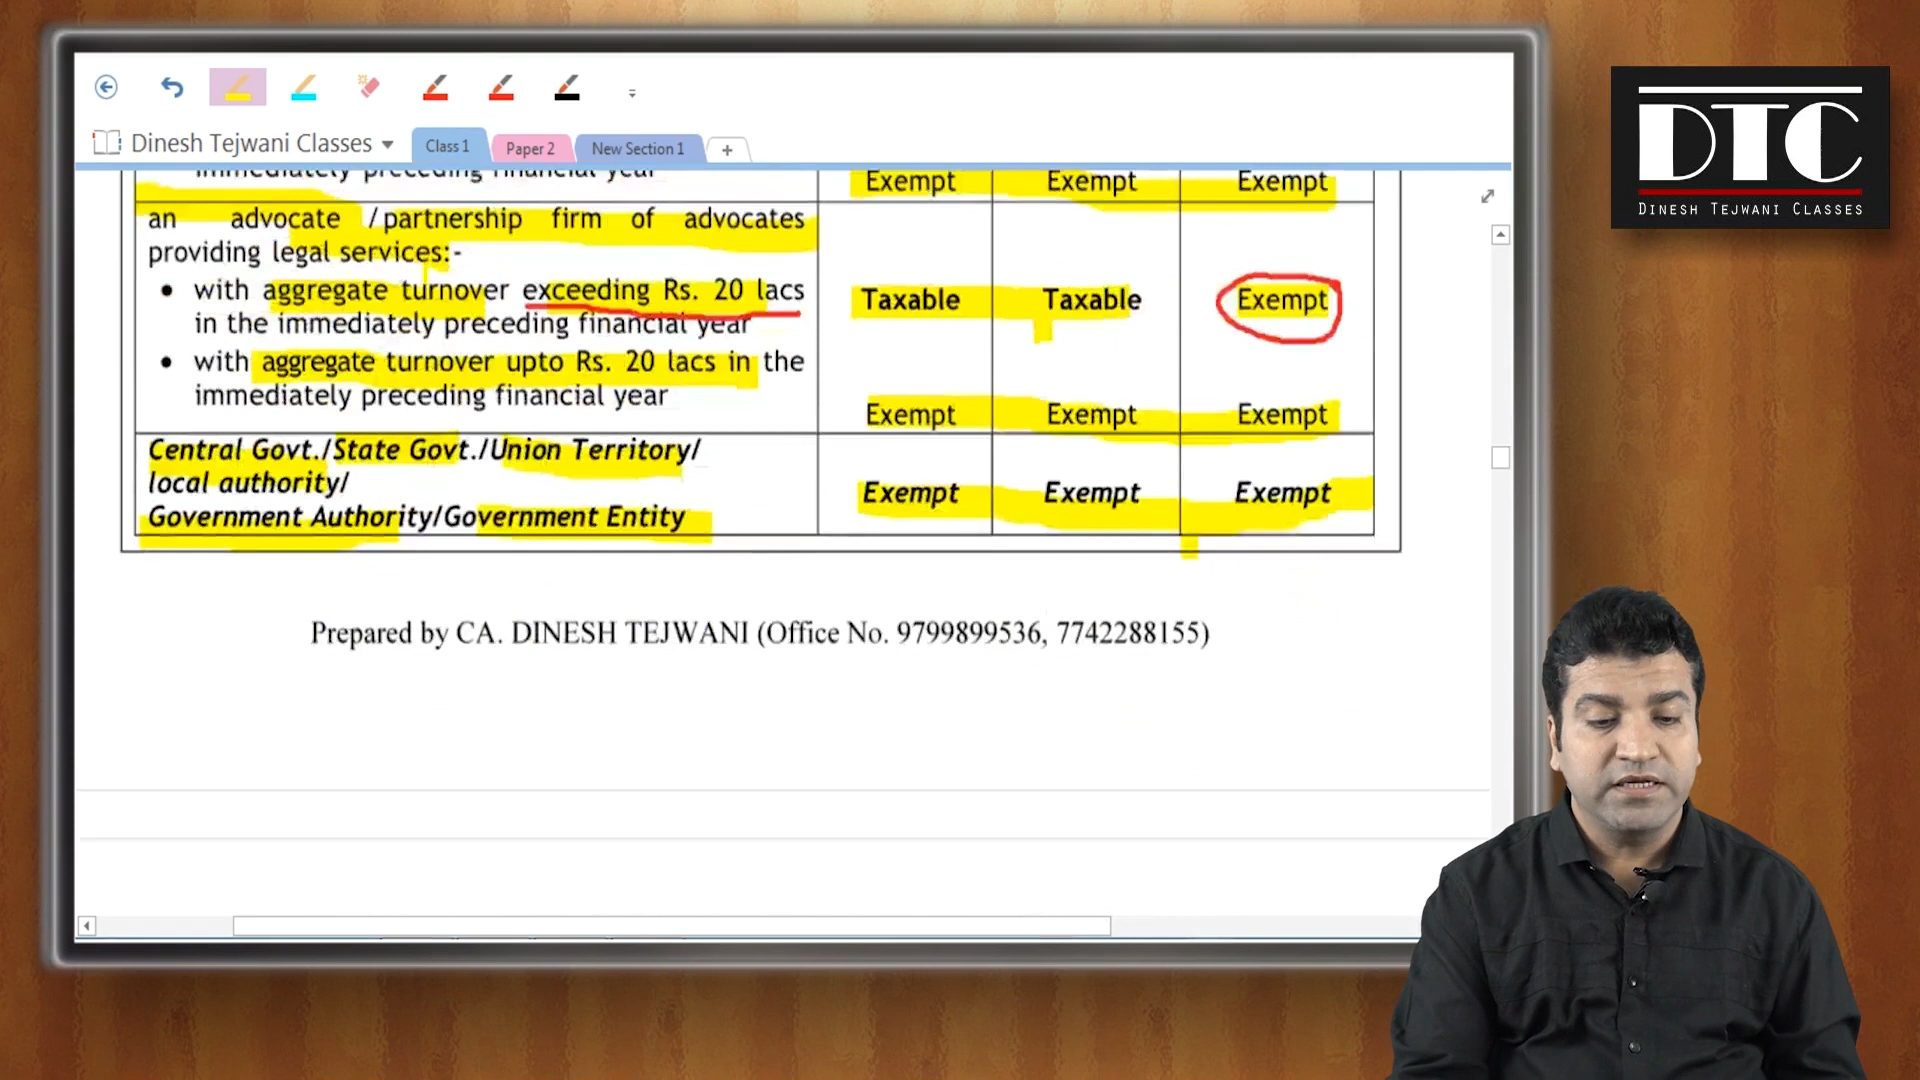 DTC
DINESH TEJWANI CLASSES
Dinesh Tejwani Classes
Class 1
Paper 2
New Section 1
+
immediately preceding financial year
Exempt Exempt Exempt
an advocate /partnership firm of advocates
providing legal services:-
• with aggregate turnover exceeding Rs. 20 lacs
in the immediately preceding financial year
Taxable Taxable Exempt
• with aggregate turnover upto Rs. 20 lacs in the
immediately preceding financial year
Exempt Exempt Exempt
Central Govt./State Govt./Union Territory/
local authority/
Government Authority/Government Entity
Exempt Exempt Exempt
Prepared by CA. DINESH TEJWANI (Office No. 9799899536, 7742288155)